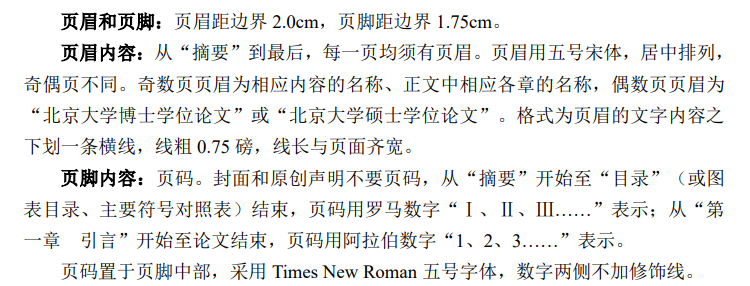 页眉和页脚：页眉距边界 2.0cm，页脚距边界 1.75cm。
页眉内容：从“摘要”到最后，每一页均须有页眉。页眉用五号宋体，居中排列，
奇偶页不同。奇数页页眉为相应内容的名称、正文中相应各章的名称，偶数页页眉为
“北京大学博士学位论文”或“北京大学硕士学位论文”。格式为页眉的文字内容之
下划一条横线，线粗 0.75 磅，线长与页面齐宽。
页脚内容：页码。封面和原创声明不要页码，从“摘要”开始至“目录”（或图
表目录、主要符号对照表）结束，页码用罗马数字“Ⅰ、Ⅱ、Ⅲ……”表示；从“第
一章　引言”开始至论文结束，页码用阿拉伯数字“1、2、3……”表示。
页码置于页脚中部，采用 Times New Roman 五号字体，数字两侧不加修饰线。